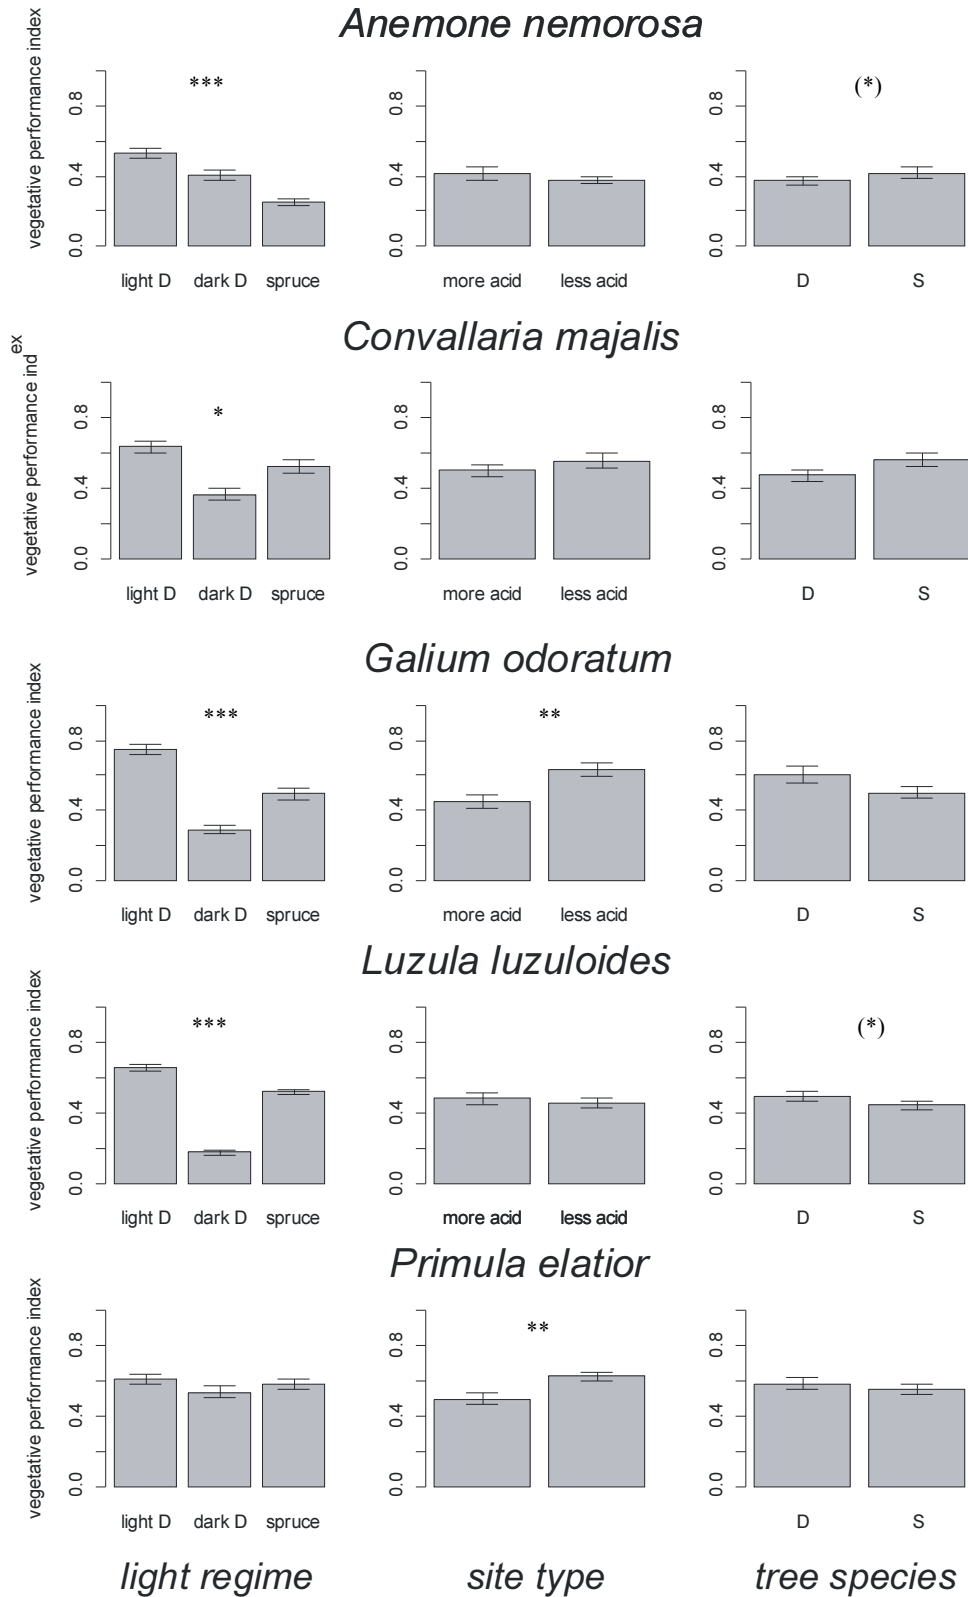 Anemone nemorosa
vegetative performance index
0.0 0.4 0.8
***
light D dark D spruce
0.0 0.4 0.8
more acid less acid
0.0 0.4 0.8
(*)
D S
Convallaria majalis
vegetative performance index
0.0 0.4 0.8
*
light D dark D spruce
0.0 0.4 0.8
more acid less acid
0.0 0.4 0.8
D S
Galium odoratum
vegetative performance index
0.0 0.4 0.8
***
light D dark D spruce
0.0 0.4 0.8
**
more acid less acid
0.0 0.4 0.8
D S
Luzula luzuloides
vegetative performance index
0.0 0.4 0.8
***
light D dark D spruce
0.0 0.4 0.8
more acid less acid
0.0 0.4 0.8
(*)
D S
Primula elatior
vegetative performance index
0.0 0.4 0.8
light D dark D spruce
0.0 0.4 0.8
**
0.0 0.4 0.8
D S
light regime site type tree species